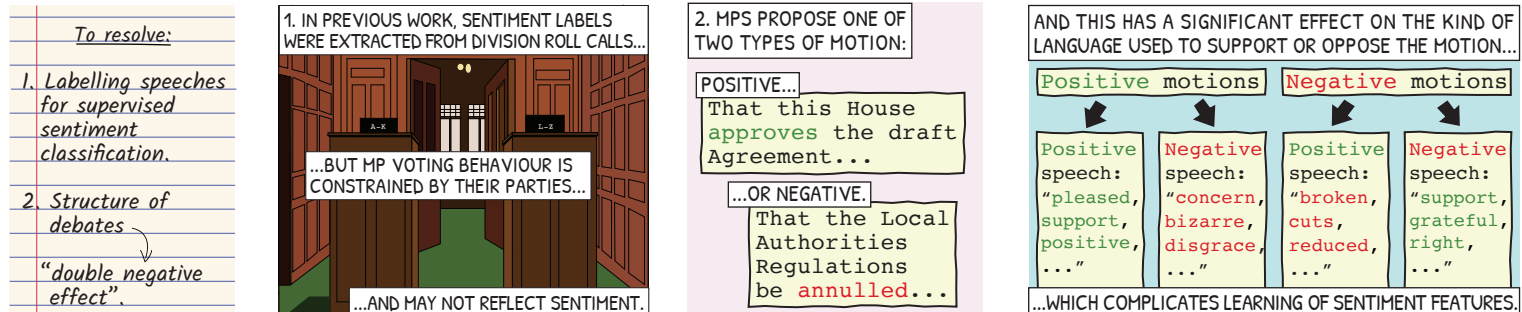 To resolve:
1. Labelling speeches
for supervised
sentiment
classification.
2. Structure of
debates
“double negative
effect”.
1. IN PREVIOUS WORK, SENTIMENT LABELS
WERE EXTRACTED FROM DIVISION ROLL CALLS...
A-K
L-Z
...BUT MP VOTING BEHAVIOUR IS
CONSTRAINED BY THEIR PARTIES...
...AND MAY NOT REFLECT SENTIMENT.
2. MPS PROPOSE ONE OF
TWO TYPES OF MOTION:
POSITIVE...
That this House
approves the draft
Agreement...
...OR NEGATIVE.
That the Local
Authorities
Regulations
be annulled...
AND THIS HAS A SIGNIFICANT EFFECT ON THE KIND OF
LANGUAGE USED TO SUPPORT OR OPPOSE THE MOTION...
Positive motions
Negative motions
Positive
speech:
“pleased,
support,
positive,
...”
Negative
speech:
“concern,
bizarre,
disgrace,
...”
Positive
speech:
“broken,
cuts,
reduced,
...”
Negative
speech:
“support,
grateful,
right,
...”
...WHICH COMPLICATES LEARNING OF SENTIMENT FEATURES.